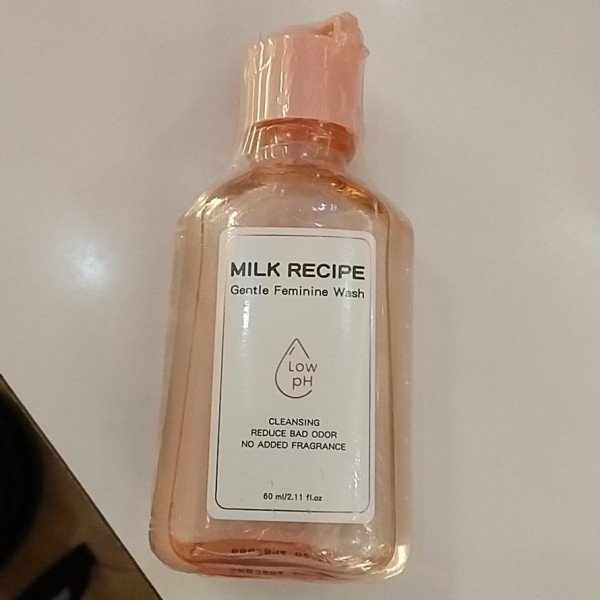 MILK RECIPE
Gentle Feminine Wash
Low
pH
CLEANSING
REDUCE BAD ODOR
NO ADDED FRAGRANCE
60 ml/2.11 fl.oz